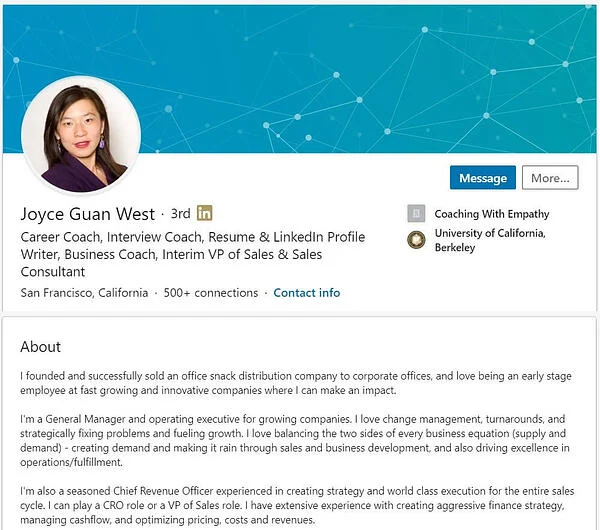 Message
More...
Joyce Guan West · 3rd in
Coaching With Empathy
Career Coach, Interview Coach, Resume & LinkedIn Profile
University of California,
Writer, Business Coach, Interim VP of Sales & Sales
Berkeley
Consultant
San Francisco, California · 500+ connections · Contact info
About
I founded and successfully sold an office snack distribution company to corporate offices, and love being an early stage
employee at fast growing and innovative companies where I can make an impact.
I'm a General Manager and operating executive for growing companies. I love change management, turnarounds, and
strategically fixing problems and fueling growth. I love balancing the two sides of every business equation (supply and
demand) - creating demand and making it rain through sales and business development, and also driving excellence in
operations/fulfillment.
I'm also a seasoned Chief Revenue Officer experienced in creating strategy and world class execution for the entire sales
cycle. I can play a CRO role or a VP of Sales role. I have extensive experience with creating aggressive finance strategy,
managing cashflow, and optimizing pricing, costs and revenues.